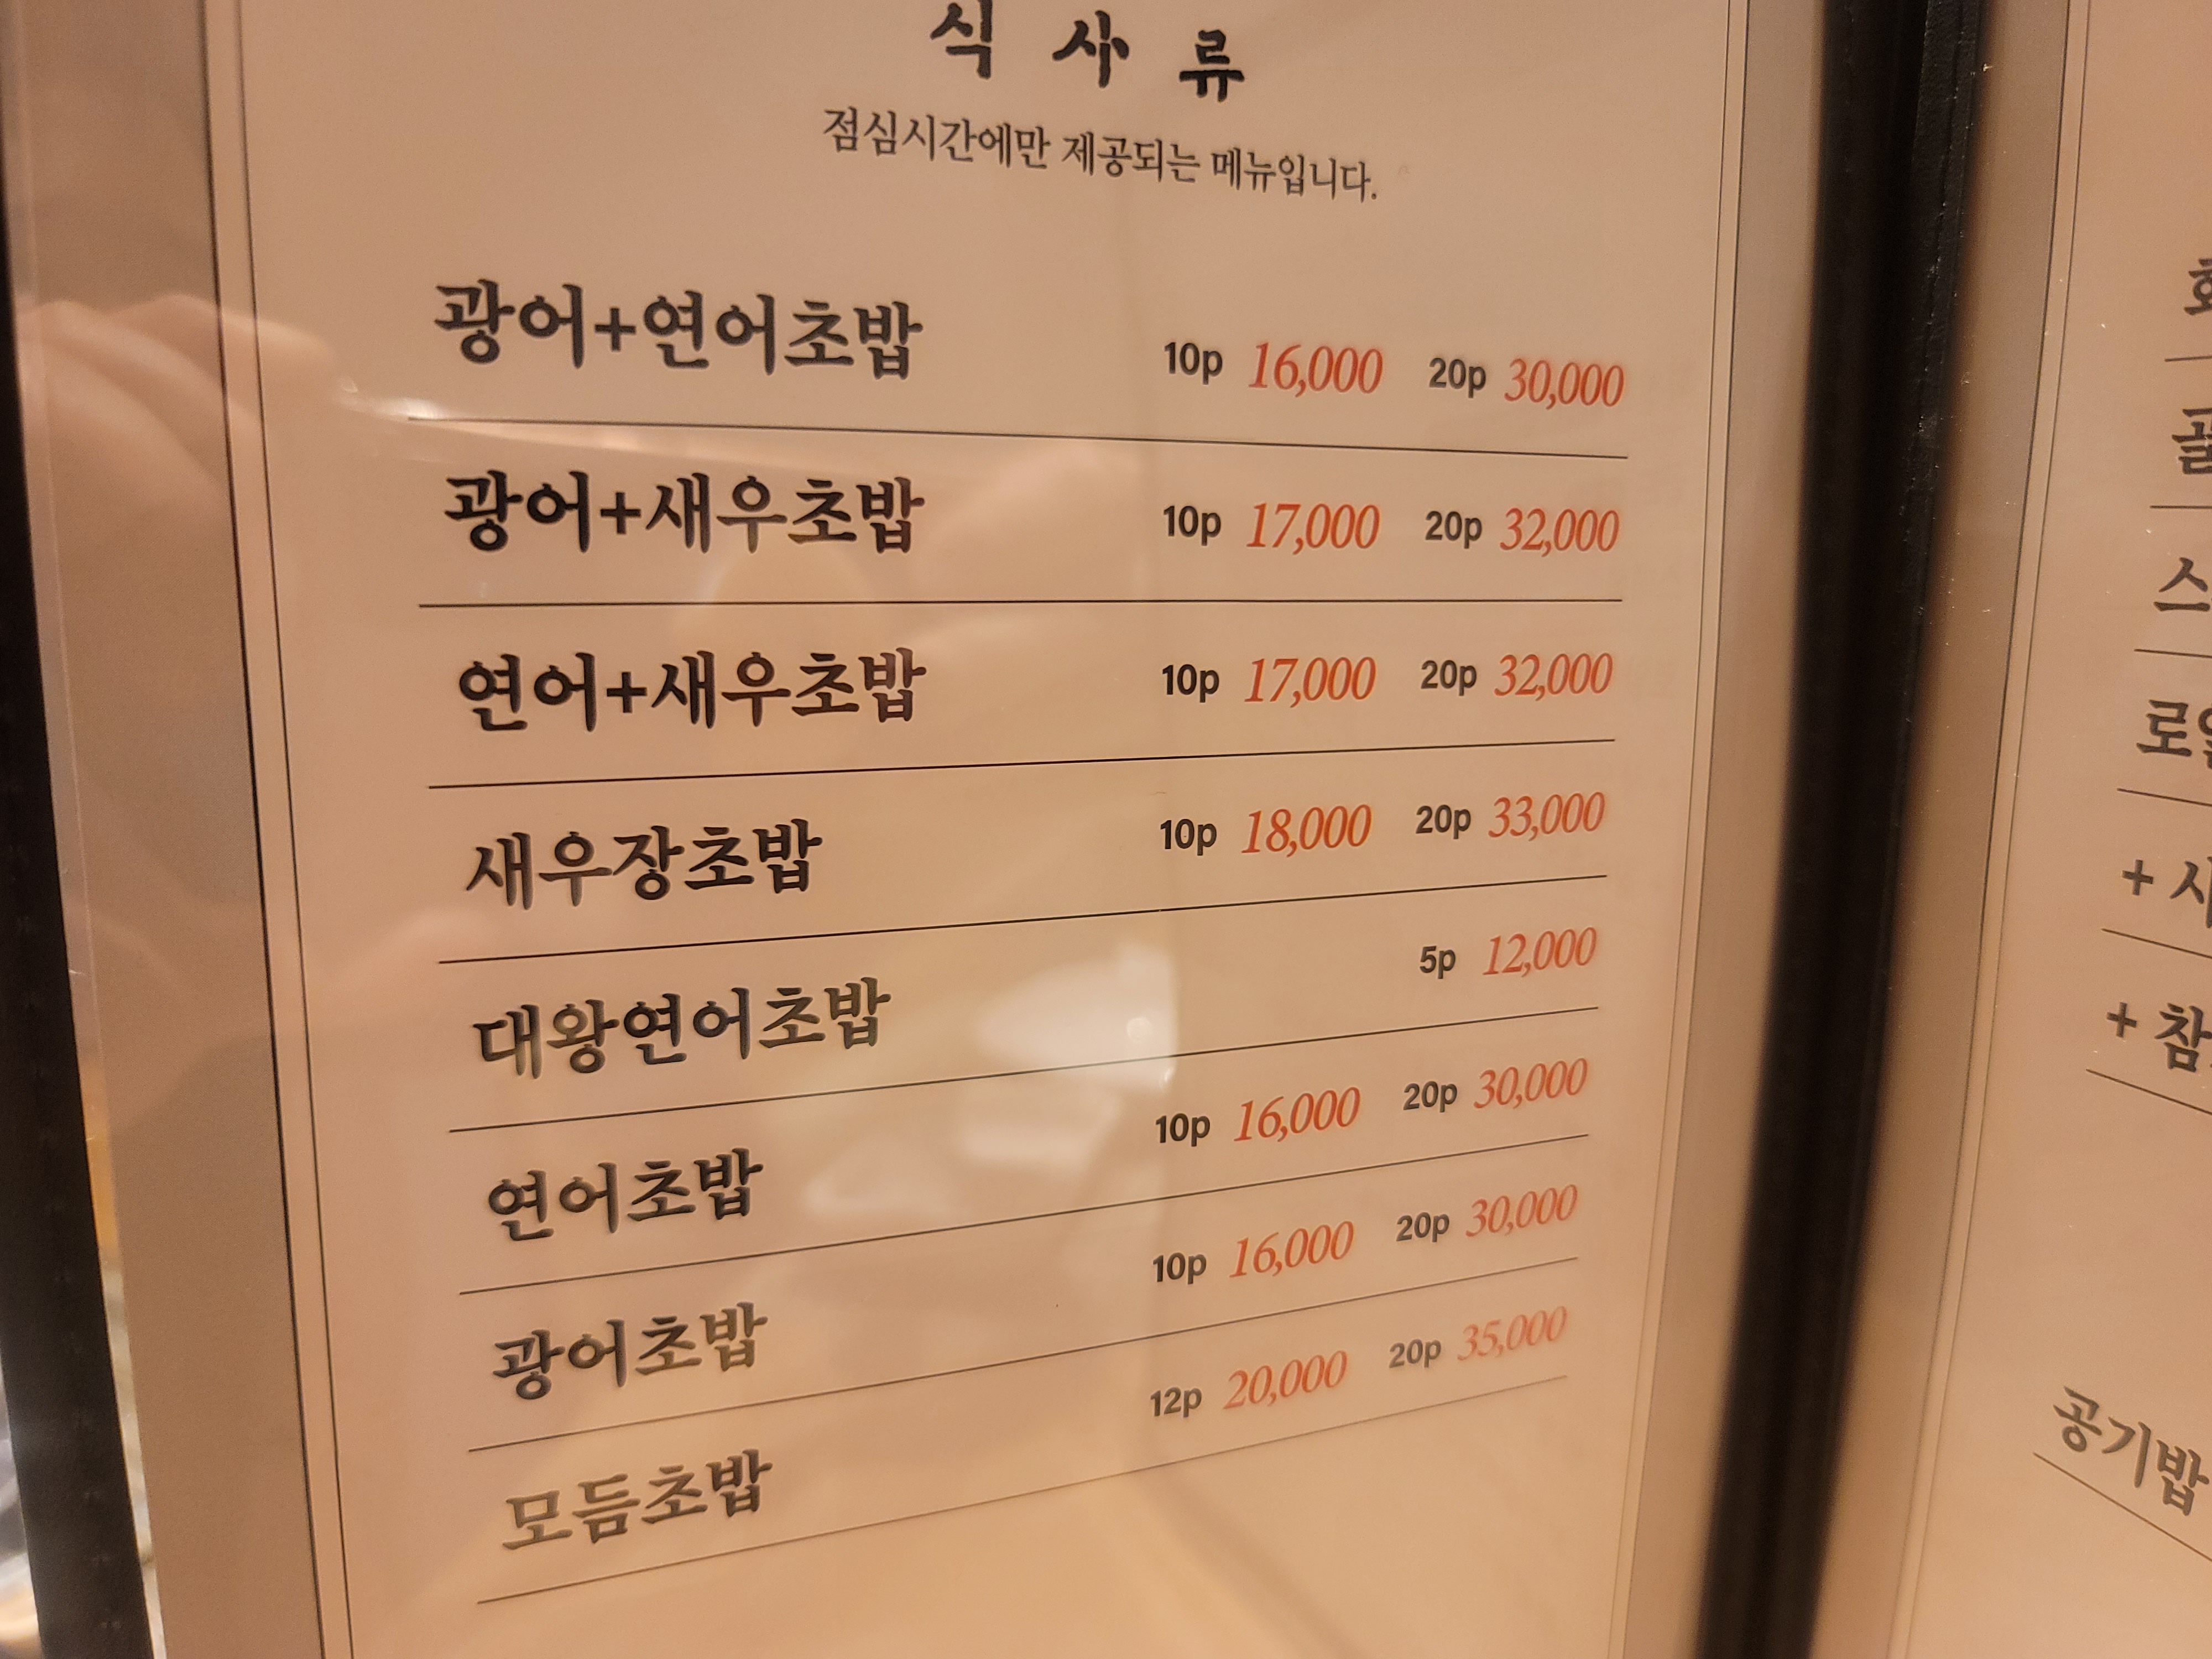 식 사 류
점심시간에만 제공되는 메뉴입니다.
광어+연어초밥 10p 16,000 20p 30,000
광어+새우초밥 10p 17,000 20p 32,000
연어+새우초밥 10p 17,000 20p 32,000
새우장초밥 10p 18,000 20p 33,000
대왕연어초밥 5p 12,000
연어초밥 10p 16,000 20p 30,000
광어초밥 10p 16,000 20p 30,000
모듬초밥 12p 20,000 20p 35,000
스
+
+ 참
공기밥